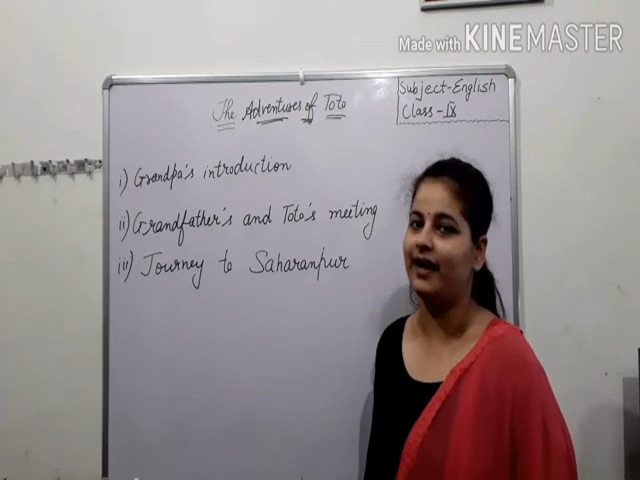 Made with KINEMASTER
The Adventures of Toto
Subject-English
Class-IX
i) Grandpa's introduction
ii) Grandfather's and Toto's meeting
iii) Journey to Saharanpur